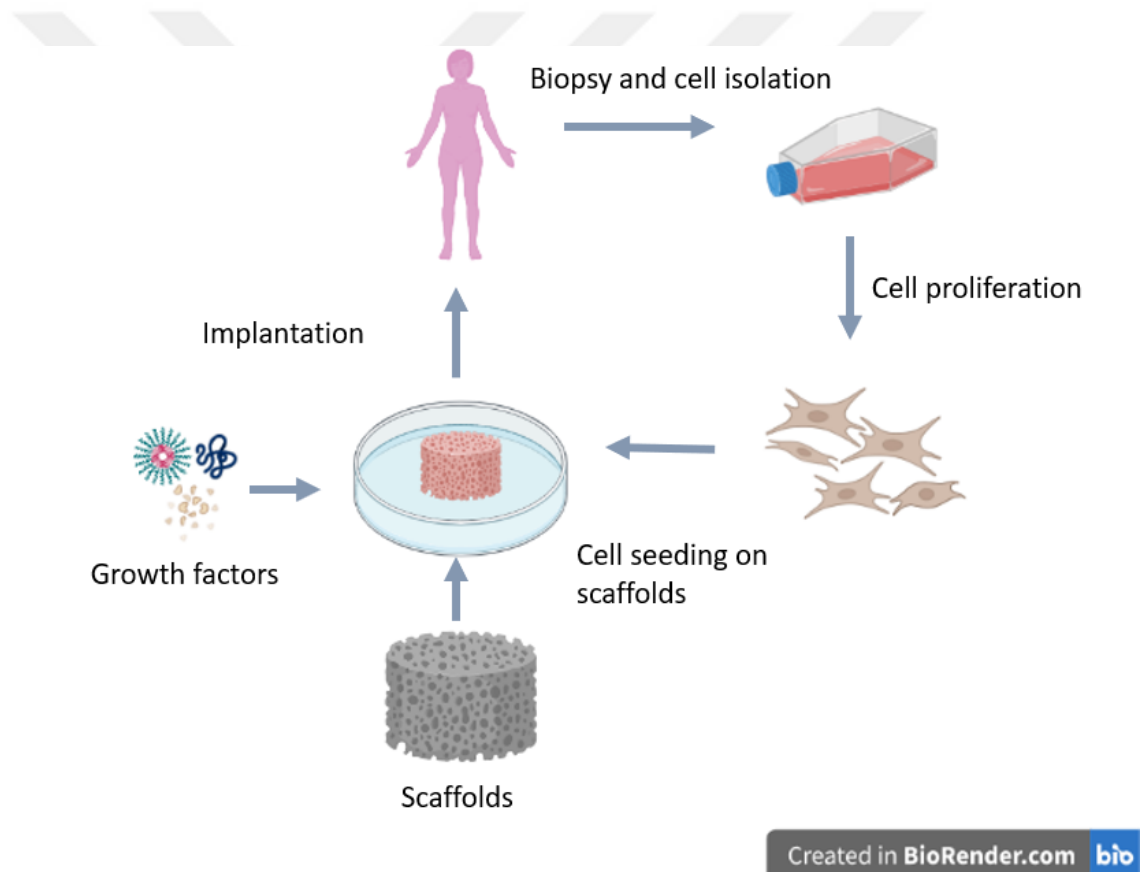 Biopsy and cell isolation
Cell proliferation
Implantation
Growth factors
Cell seeding on
scaffolds
Scaffolds
Created in BioRender.com bio